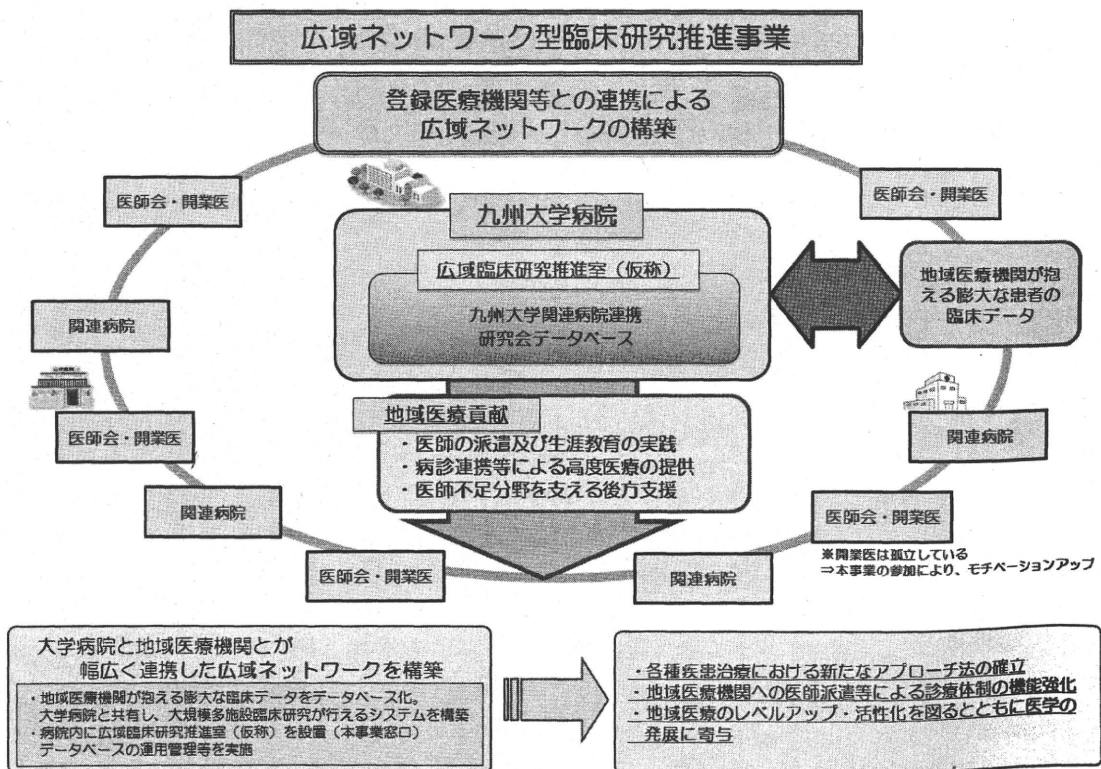 広域ネットワーク型臨床研究推進事業
登録医療機関等との連携による
広域ネットワークの構築
医師会・開業医
医師会・開業医
九州大学病院
広域臨床研究推進室（仮称）
九州大学関連病院連携
研究会データベース
地域医療機関が抱
える膨大な患者の
臨床データ
関連病院
医師会・開業医
関連病院
地域医療貢献
・医師の派遣及び生涯教育の実践
・病診連携等による高度医療の提供
・医師不足分野を支える後方支援
関連病院
医師会・開業医
※開業医は孤立している
⇒本事業の参加により、モチベーションアップ
医師会・開業医
関連病院
大学病院と地域医療機関とが
幅広く連携した広域ネットワークを構築
・地域医療機関が抱える膨大な臨床データをデータベース化。
大学病院と共有し、大規模多施設臨床研究が行えるシステムを構築
・病院内に広域臨床研究推進室（仮称）を設置（本事業窓口）
データベースの運用管理等を実施
・各種疾患治療における新たなアプローチ法の確立
・地域医療機関への医師派遣等による診療体制の機能強化
・地域医療のレベルアップ・活性化を図るとともに医学の
発展に寄与